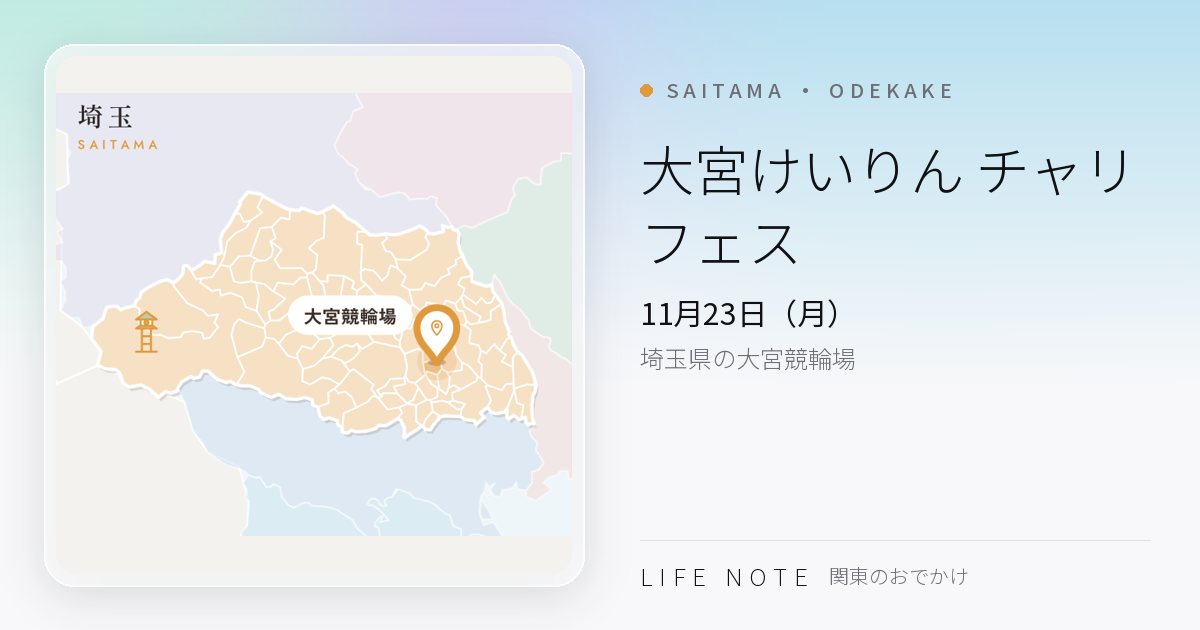 埼玉
SAITAMA
大宮競輪場
SAITAMA • ODEKAKE
大宮けいりん チャリ
フェス
11月23日（月）
埼玉県の大宮競輪場
LIFE NOTE 関東のおでかけ